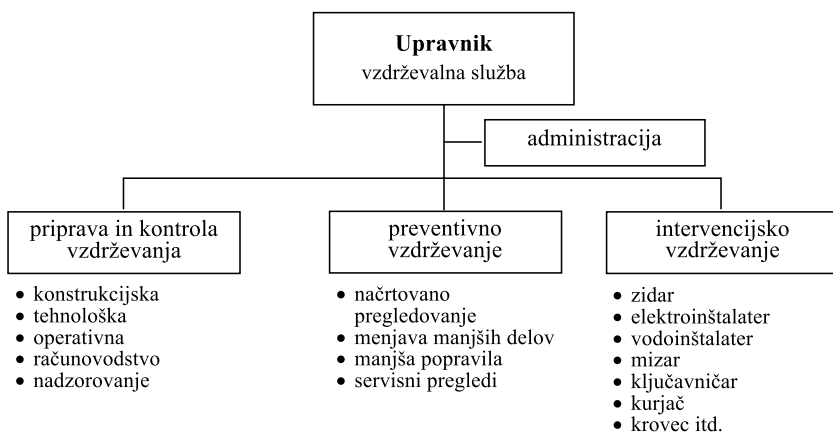 Upravnik
vzdrževalna služba
administracija
priprava in kontrola
vzdrževanja
• konstrukcijska
• tehnološka
• operativna
• računovodstvo
• nadzorovanje
preventivno
vzdrževanje
• načrtovano
pregledovanje
• menjava manjših delov
• manjša popravila
• servisni pregledi
intervencijsko
vzdrževanje
• zidar
• elektroinštalater
• vodoinštalater
• mizar
• ključavničar
• kurjač
• krovec itd.